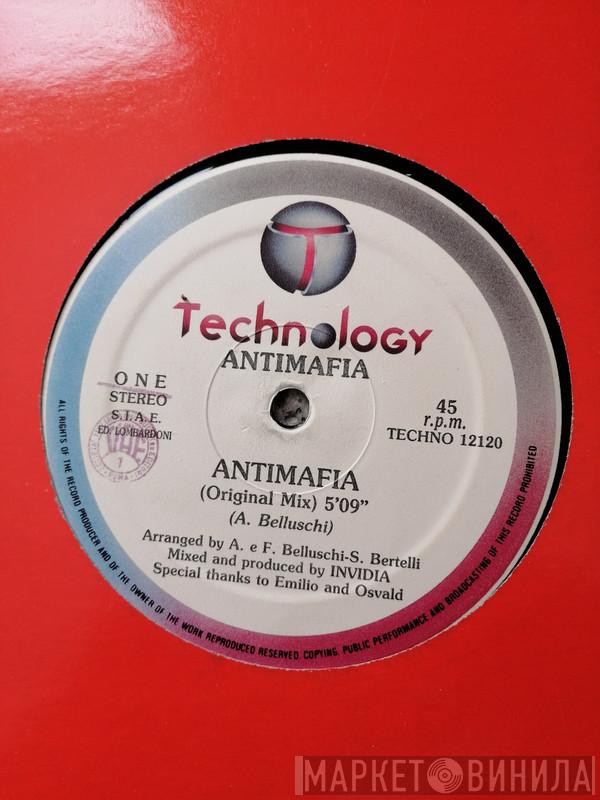 T
Technology
ANTIMAFIA
ONE
STEREO
S.I.A.E.
ED. LOMBARDONI
45
r.p.m.
TECHNO 12120
ANTIMAFIA
(Original Mix) 5'09"
(A. Belluschi)
Arranged by A. e F. Belluschi-S. Bertelli
Mixed and produced by INVIDIA
Special thanks to Emilio and Osvald
ALL RIGHTS OF THE RECORD PRODUCER AND OF THE OWNER OF THE WORK REPRODUCED RESERVED. COPYING, PUBLIC PERFORMANCE AND BROADCASTING OF THIS RECORD PROHIBITED
МАРКЕТ ВИНИЛА